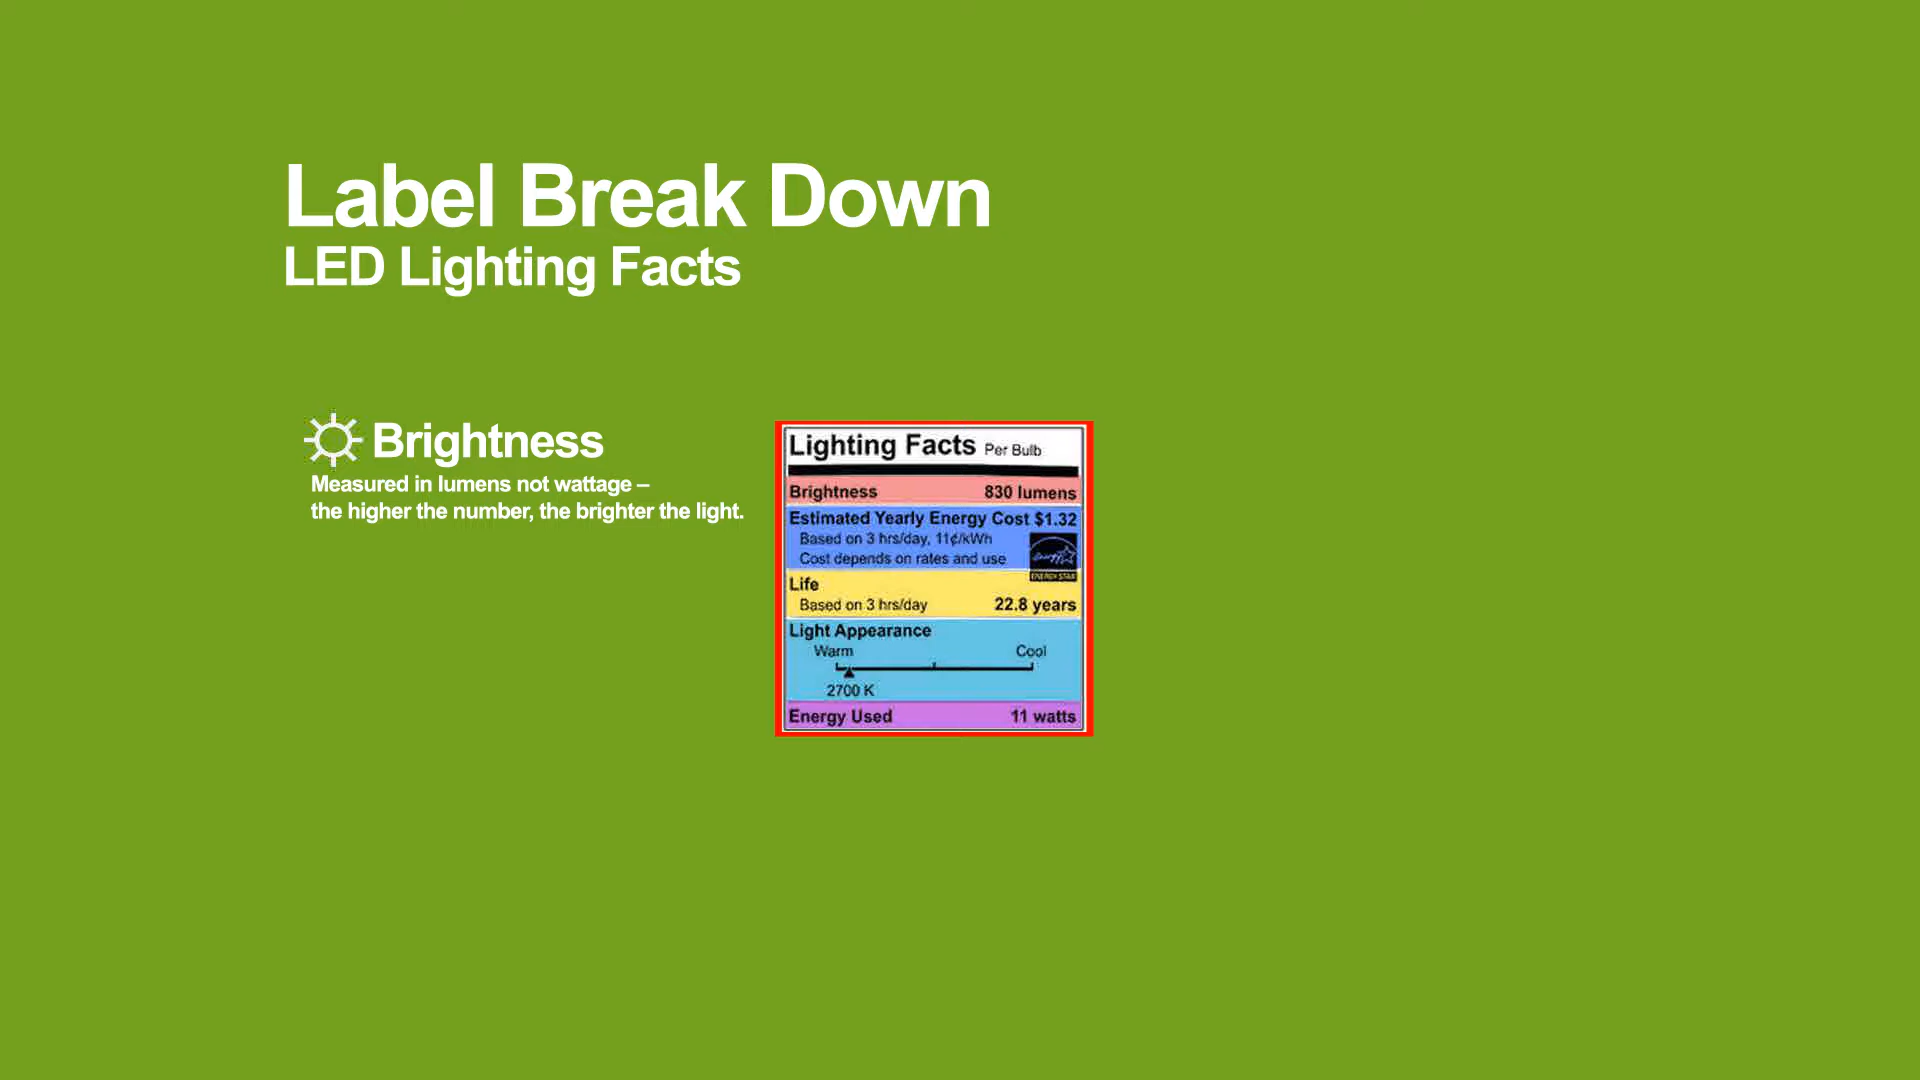 Label Break Down
LED Lighting Facts
Brightness
Measured in lumens not wattage –
the higher the number, the brighter the light.
Lighting Facts Per Bulb
Brightness 830 lumens
Estimated Yearly Energy Cost $1.32
Based on 3 hrs/day, 11¢/kWh
Cost depends on rates and use
energy
ENERGY STAR
Life
Based on 3 hrs/day 22.8 years
Light Appearance
Warm Cool
2700 K
Energy Used 11 watts